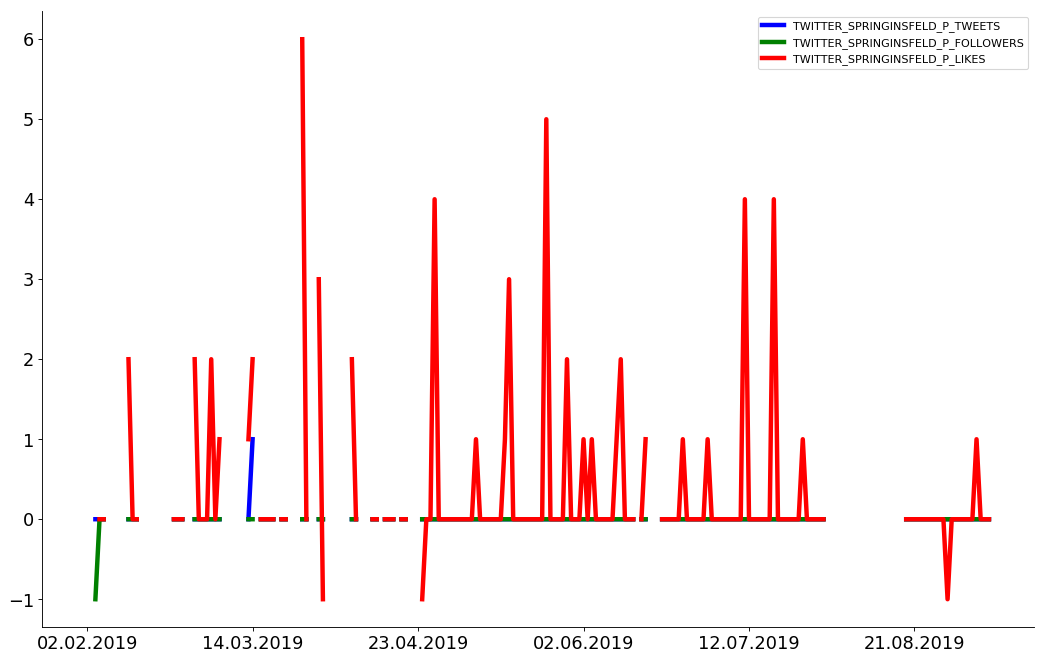 TWITTER_SPRINGINSFELD_P_TWEETS
TWITTER_SPRINGINSFELD_P_FOLLOWERS
TWITTER_SPRINGINSFELD_P_LIKES
6
5
4
3
2
1
0
−1
02.02.2019 14.03.2019 23.04.2019 02.06.2019 12.07.2019 21.08.2019